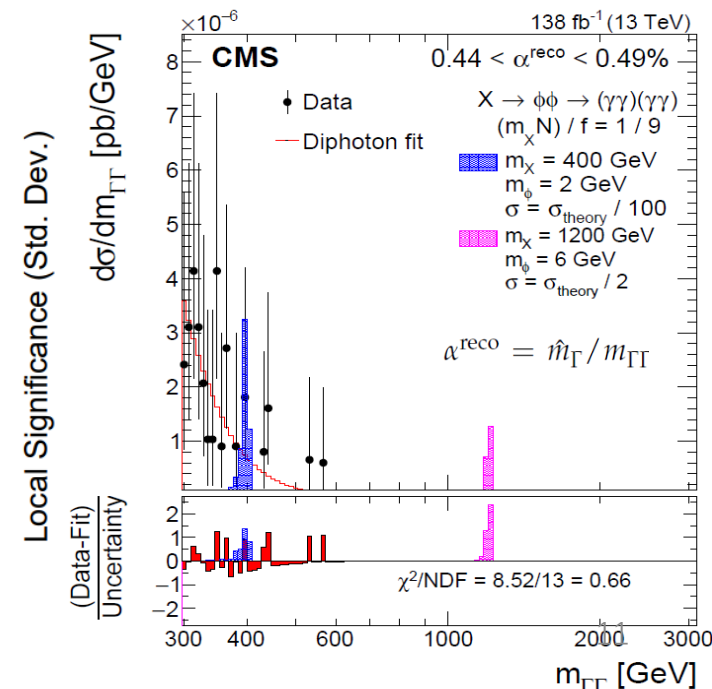 ×10⁻⁶
138 fb⁻¹ (13 TeV)
CMS
0.44 < α^reco < 0.49%
Data
Diphoton fit
X → ϕϕ → (γγ)(γγ)
(m_X N) / f = 1 / 9
m_X = 400 GeV
m_ϕ = 2 GeV
σ = σ_theory / 100
m_X = 1200 GeV
m_ϕ = 6 GeV
σ = σ_theory / 2
α^reco = m̂_Γ / m_ΓΓ
Local Significance (Std. Dev.)
dσ/dm_ΓΓ [pb/GeV]
8
7
6
5
4
3
2
1
(Data-Fit)
Uncertainty
2
1
0
−1
−2
χ²/NDF = 8.52/13 = 0.66
300 400 600 1000 2000 3000
11
m_ΓΓ [GeV]